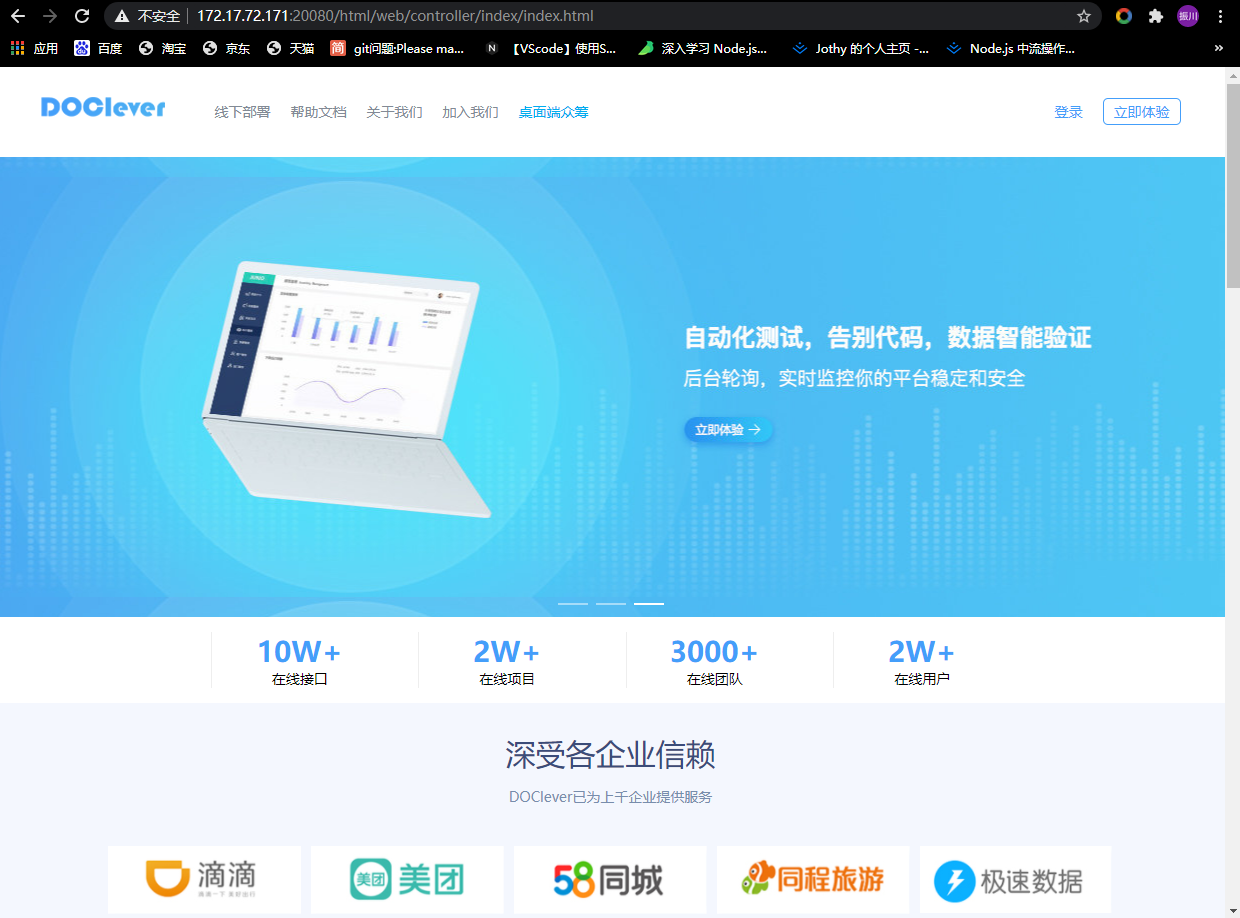 不安全 172.17.72.171:20080/html/web/controller/index/index.html 振川
应用 百度 淘宝 京东 天猫 简 git问题:Please ma... N 【VScode】使用S... 深入学习 Node.js... Jothy 的个人主页 -... Node.js 中流操作... »
DOClever 线下部署 帮助文档 关于我们 加入我们 桌面端众筹 登录 立即体验
自动化测试，告别代码，数据智能验证
后台轮询，实时监控你的平台稳定和安全
立即体验
10W+ 2W+ 3000+ 2W+
在线接口 在线项目 在线团队 在线用户
深受各企业信赖
DOClever已为上千企业提供服务
滴滴 美团 美团 58同城 同程旅游 极速数据
滴滴一下 美好出行